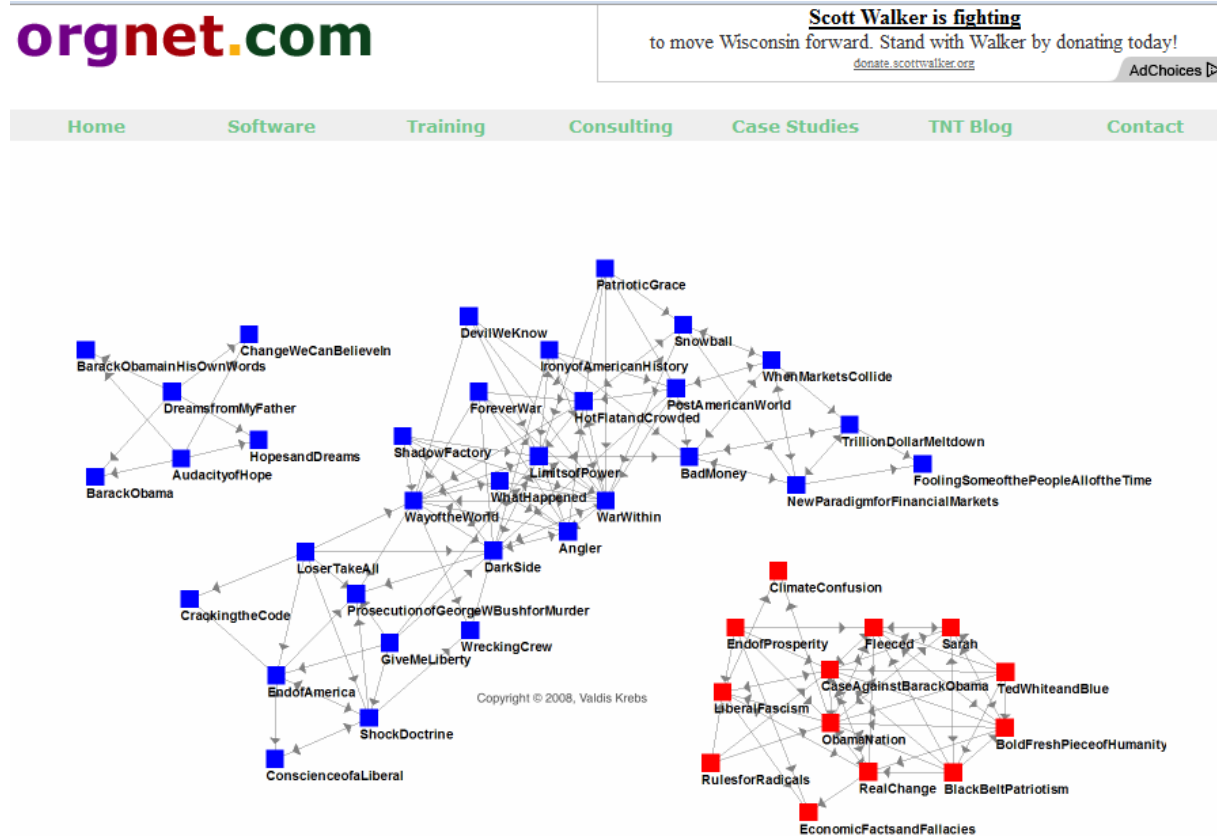 orgnet.com
Scott Walker is fighting
to move Wisconsin forward. Stand with Walker by donating today!
donate.scottwalker.org
AdChoices
Home Software Training Consulting Case Studies TNT Blog Contact
PatrioticGrace
DevilWeKnow
Snowball
ChangeWeCanBelieveIn
BarackObamainHisOwnWords
IronyofAmericanHistory
WhenMarketsCollide
DreamsfromMyFather
ForeverWar
PostAmericanWorld
HotFlatandCrowded
TrillionDollarMeltdown
ShadowFactory
HopesandDreams
AudacityofHope
LimitsofPower
BadMoney
FoolingSomeofthePeopleAlloftheTime
BarackObama
WhatHappened
NewParadigmforFinancialMarkets
WayoftheWorld
WarWithin
Angler
LoserTakeAll
DarkSide
ClimateConfusion
CrackingtheCode
ProsecutionofGeorgeWBushforMurder
WreckingCrew
EndofProsperity
Fleeced
Sarah
GiveMeLiberty
CaseAgainstBarackObama
TedWhiteandBlue
EndofAmerica
Copyright © 2008, Valdis Krebs
LiberalFascism
ShockDoctrine
ObamaNation
BoldFreshPieceofHumanity
ConscienceofaLiberal
RulesforRadicals
RealChange
BlackBeltPatriotism
EconomicFactsandFallacies